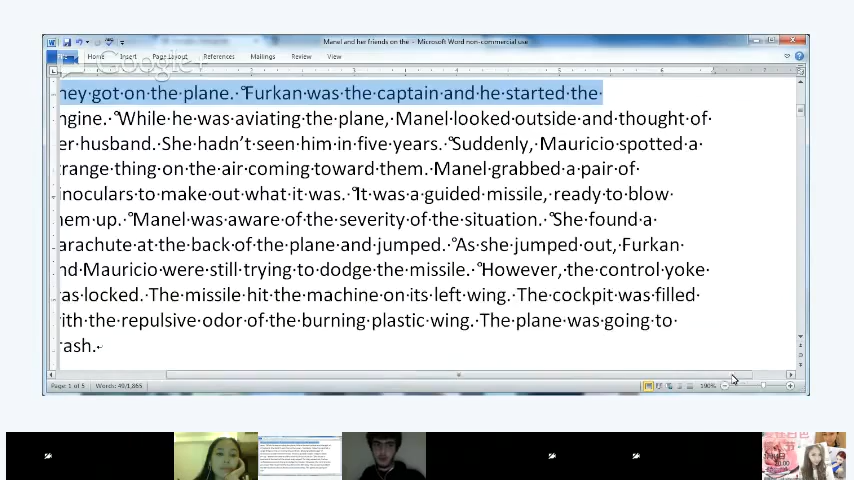 Manel and her friends on the - Microsoft Word non-commercial use
File Home Insert Page Layout References Mailings Review View
Google+
hey got on the plane. Furkan was the captain and he started the
ngine. While he was aviating the plane, Manel looked outside and thought of
er husband. She hadn't seen him in five years. Suddenly, Mauricio spotted a
trange thing on the air coming toward them. Manel grabbed a pair of
inoculars to make out what it was. It was a guided missile, ready to blow
hem up. Manel was aware of the severity of the situation. She found a
arachute at the back of the plane and jumped. As she jumped out, Furkan
nd Mauricio were still trying to dodge the missile. However, the control yoke
as locked. The missile hit the machine on its left wing. The cockpit was filled
ith the repulsive odor of the burning plastic wing. The plane was going to
rash.
Page: 1 of 5 Words: 49/1,865 190%